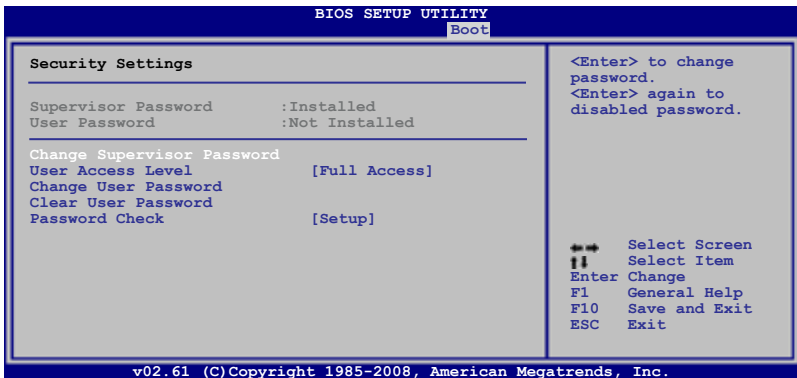 BIOS SETUP UTILITY
Boot
Security Settings
Supervisor Password :Installed
User Password :Not Installed
Change Supervisor Password
User Access Level [Full Access]
Change User Password
Clear User Password
Password Check [Setup]
<Enter> to change
password.
<Enter> again to
disabled password.
Select Screen
Select Item
Enter Change
F1 General Help
F10 Save and Exit
ESC Exit
v02.61 (C)Copyright 1985-2008, American Megatrends, Inc.